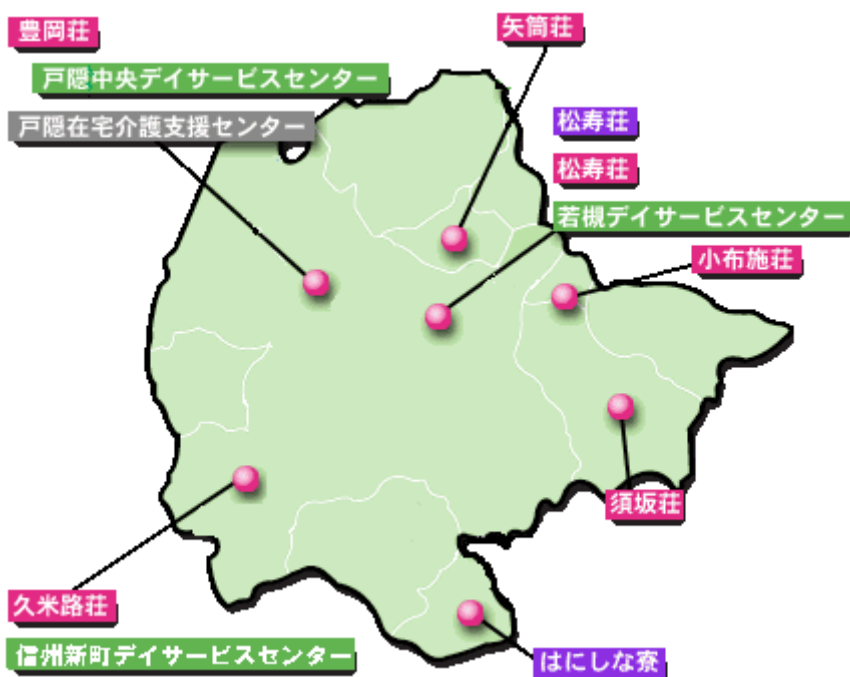 豊岡荘
戸隠中央デイサービスセンター
戸隠在宅介護支援センター
矢筒荘
松寿荘
松寿荘
若槻デイサービスセンター
小布施荘
須坂荘
久米路荘
信州新町デイサービスセンター
はにしな寮